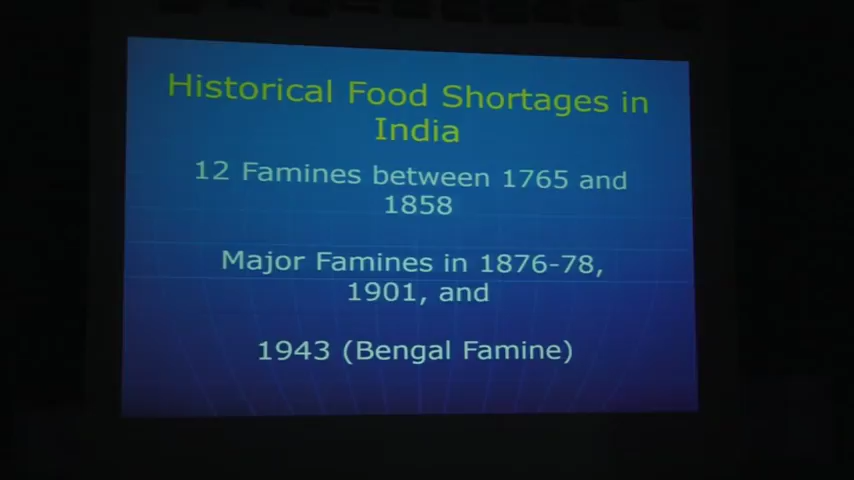 Historical Food Shortages in
India
12 Famines between 1765 and
1858
Major Famines in 1876-78,
1901, and
1943 (Bengal Famine)